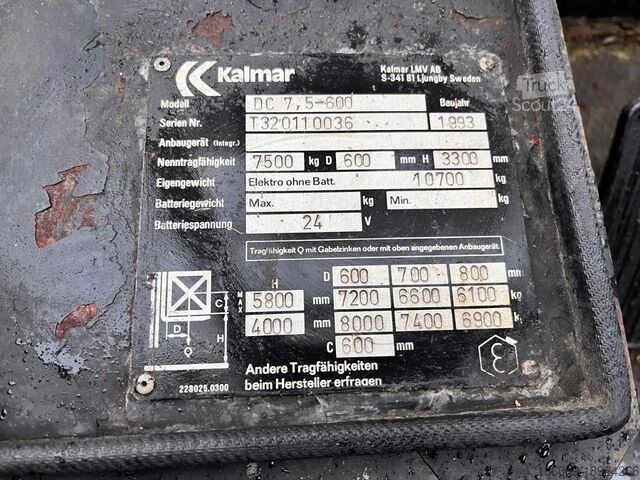 Kalmar
Kalmar LMV AB
S-341 81 Ljungby Sweden
Modell DC 7,5-600 Baujahr
Serien Nr. T320110036 1993
Anbaugerät (Integr.)
Nenntragfähigkeit 7500 kg D 600 mm H 3300 mm
Eigengewicht Elektro ohne Batt. 10700 kg
Batteriegewicht Max. kg Min. kg
Batteriespannung 24 V
Tragfähigkeit Q mit Gabelzinken oder mit oben angegebenen Anbaugerät.
H D 600 700 800 mm
MAX 5800 mm 7200 6600 6100 kg
4000 mm 8000 7400 6900 kg
C 600 mm
C
D
H
Q
Andere Tragfähigkeiten
beim Hersteller erfragen
228025.0300
Truck
Scout